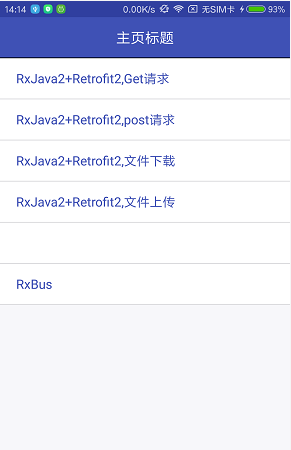 14:14 0.00K/s 无SIM卡 93%
主页标题
RxJava2+Retrofit2,Get请求
RxJava2+Retrofit2,post请求
RxJava2+Retrofit2,文件下载
RxJava2+Retrofit2,文件上传
RxBus